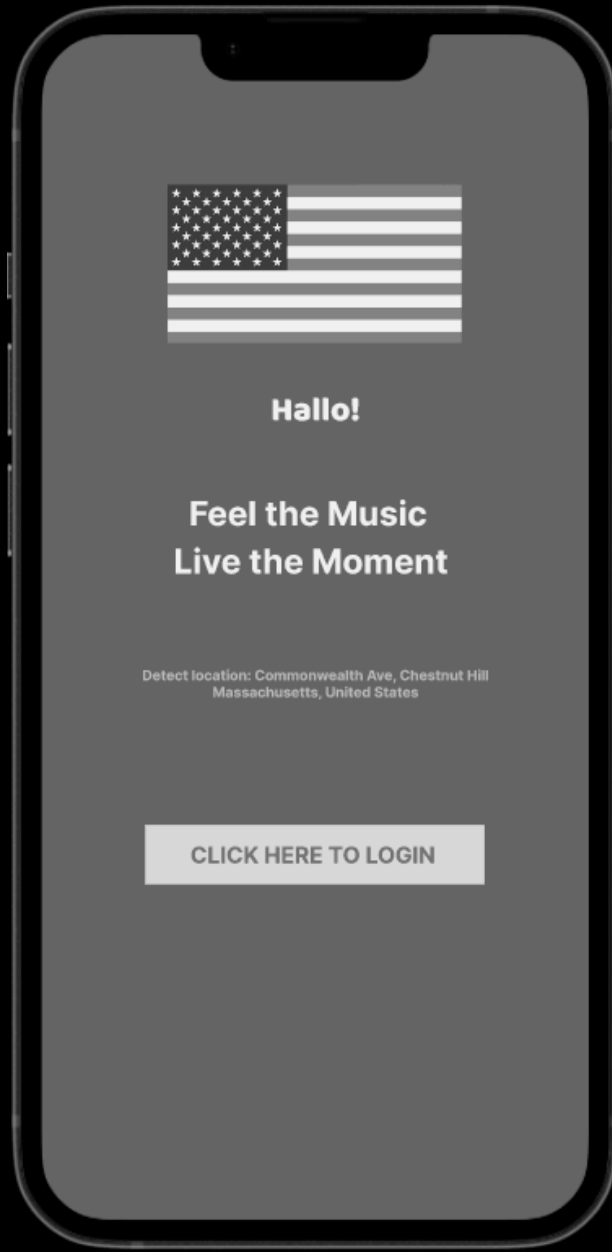 Hallo!
Feel the Music
Live the Moment
Detect location: Commonwealth Ave, Chestnut Hill
Massachusetts, United States
CLICK HERE TO LOGIN